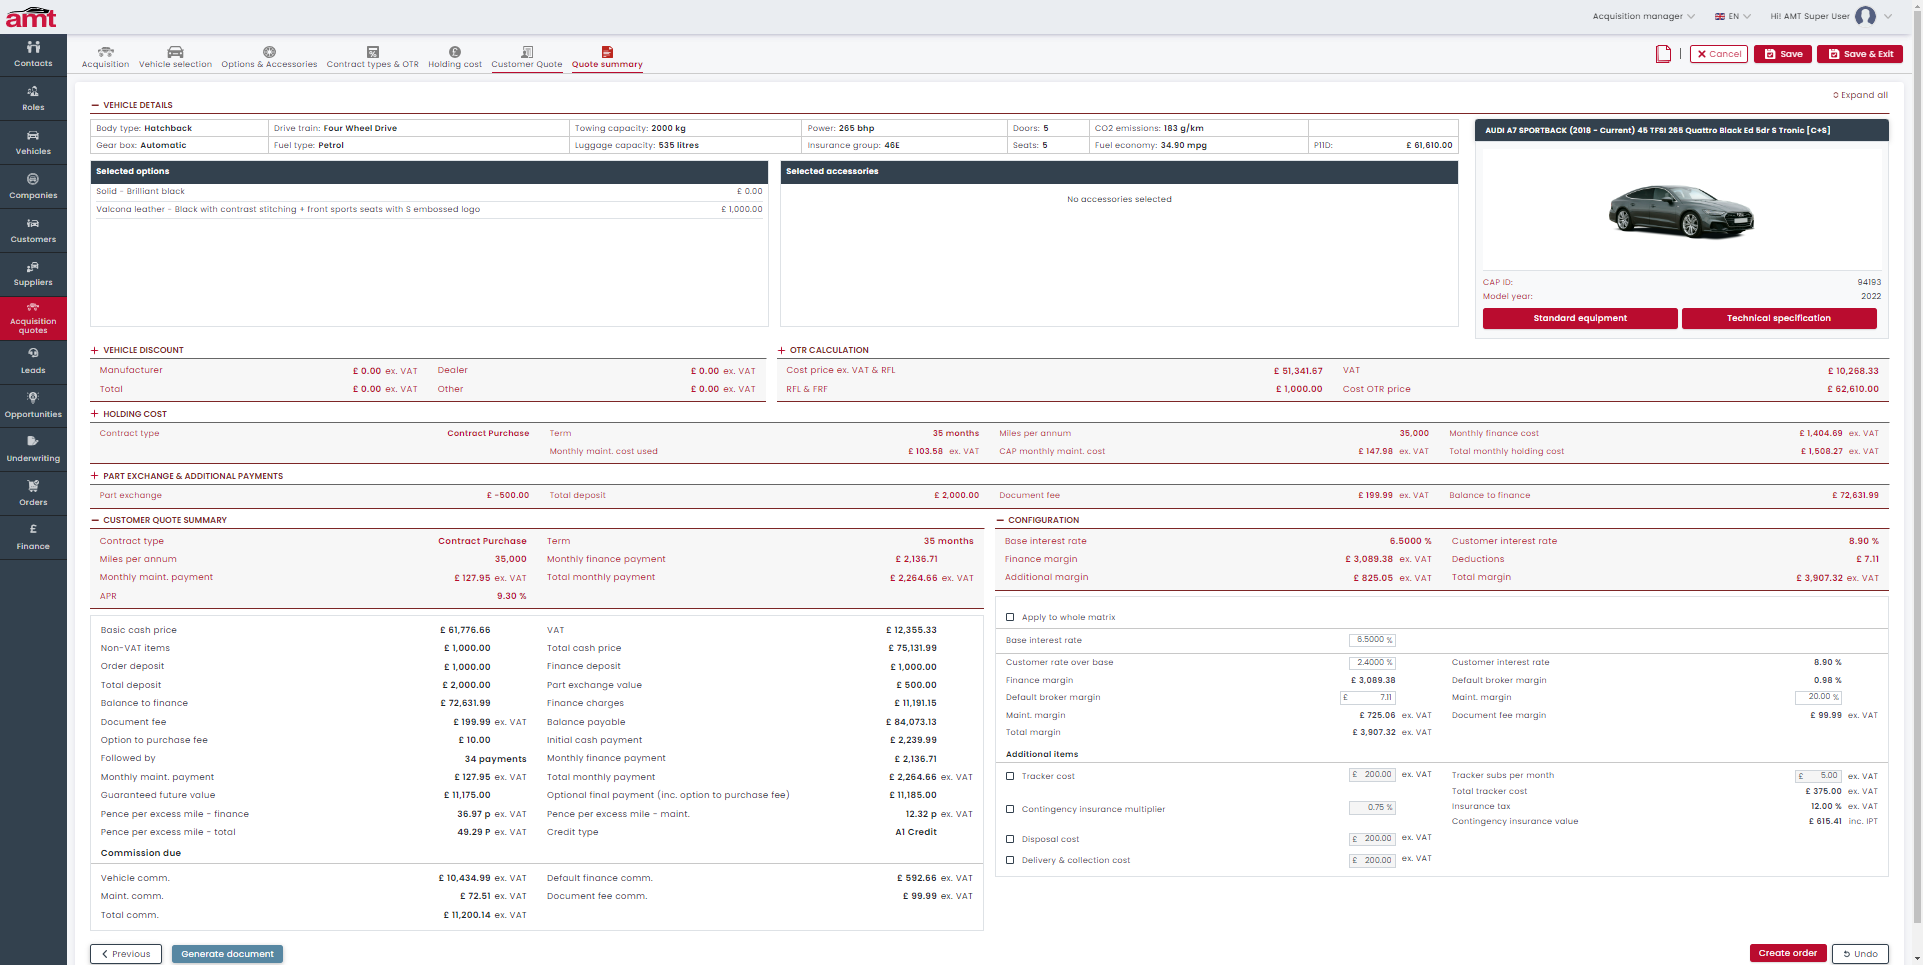 amt
Acquisition manager
EN
Hi! AMT Super User
Contacts
Roles
Vehicles
Companies
Customers
Suppliers
Acquisition quotes
Leads
Opportunities
Underwriting
Orders
Finance
Acquisition
Vehicle selection
Options & Accessories
Contract types & OTR
Holding cost
Customer Quote
Quote summary
Cancel
Save
Save & Exit
Expand all
VEHICLE DETAILS
Body type: Hatchback Drive train: Four Wheel Drive Towing capacity: 2000 kg Power: 265 bhp Doors: 5 CO2 emissions: 183 g/km
Gear box: Automatic Fuel type: Petrol Luggage capacity: 535 litres Insurance group: 46E Seats: 5 Fuel economy: 34.90 mpg P11D: £ 61,610.00
Selected options
Solid - Brilliant black £ 0.00
Valcona leather - Black with contrast stitching + front sports seats with S embossed logo £ 1,000.00
Selected accessories
No accessories selected
AUDI A7 SPORTBACK (2018 - Current) 45 TFSI 265 Quattro Black Ed 5dr S Tronic [C+S]
CAP ID: 94193
Model year: 2022
Standard equipment
Technical specification
VEHICLE DISCOUNT
Manufacturer £ 0.00 ex. VAT Dealer £ 0.00 ex. VAT
Total £ 0.00 ex. VAT Other £ 0.00 ex. VAT
OTR CALCULATION
Cost price ex. VAT & RFL £ 51,341.67 VAT £ 10,268.33
RFL & FRF £ 1,000.00 Cost OTR price £ 62,610.00
HOLDING COST
Contract type Contract Purchase Term 35 months Miles per annum 35,000 Monthly finance cost £ 1,404.69 ex. VAT
Monthly maint. cost used £ 103.58 ex. VAT CAP monthly maint. cost £ 147.98 ex. VAT Total monthly holding cost £ 1,508.27 ex. VAT
PART EXCHANGE & ADDITIONAL PAYMENTS
Part exchange £ -500.00 Total deposit £ 2,000.00 Document fee £ 199.99 ex. VAT Balance to finance £ 72,631.99
CUSTOMER QUOTE SUMMARY
Contract type Contract Purchase Term 35 months
Miles per annum 35,000 Monthly finance payment £ 2,136.71
Monthly maint. payment £ 127.95 ex. VAT Total monthly payment £ 2,264.66 ex. VAT
APR 9.30 %
Basic cash price £ 61,776.66 VAT £ 12,355.33
Non-VAT items £ 1,000.00 Total cash price £ 75,131.99
Order deposit £ 1,000.00 Finance deposit £ 1,000.00
Total deposit £ 2,000.00 Part exchange value £ 500.00
Balance to finance £ 72,631.99 Finance charges £ 11,191.15
Document fee £ 199.99 ex. VAT Balance payable £ 84,073.13
Option to purchase fee £ 10.00 Initial cash payment £ 2,239.99
Followed by 34 payments Monthly finance payment £ 2,136.71
Monthly maint. payment £ 127.95 ex. VAT Total monthly payment £ 2,264.66 ex. VAT
Guaranteed future value £ 11,175.00 Optional final payment (inc. option to purchase fee) £ 11,185.00
Pence per excess mile - finance 36.97 p ex. VAT Pence per excess mile - maint. 12.32 p ex. VAT
Pence per excess mile - total 49.29 P ex. VAT Credit type A1 Credit
Commission due
Vehicle comm. £ 10,434.99 ex. VAT Default finance comm. £ 592.66 ex. VAT
Maint. comm. £ 72.51 ex. VAT Document fee comm. £ 99.99 ex. VAT
Total comm. £ 11,200.14 ex. VAT
CONFIGURATION
Base interest rate 6.5000 % Customer interest rate 8.90 %
Finance margin £ 3,089.38 ex. VAT Deductions £ 7.11
Additional margin £ 825.05 ex. VAT Total margin £ 3,907.32 ex. VAT
Apply to whole matrix
Base interest rate 6.5000 %
Customer rate over base 2.4000 % Customer interest rate 8.90 %
Finance margin £ 3,089.38 Default broker margin 0.98 %
Default broker margin £ 7.11 Maint. margin 20.00 %
Maint. margin £ 725.06 ex. VAT Document fee margin £ 99.99 ex. VAT
Total margin £ 3,907.32 ex. VAT
Additional items
Tracker cost £ 200.00 ex. VAT Tracker subs per month £ 5.00 ex. VAT
Total tracker cost £ 375.00 ex. VAT
Contingency insurance multiplier 0.75 % Insurance tax 12.00 % ex. VAT
Contingency insurance value £ 615.41 inc. IPT
Disposal cost £ 200.00 ex. VAT
Delivery & collection cost £ 200.00 ex. VAT
Previous
Generate document
Create order
Undo